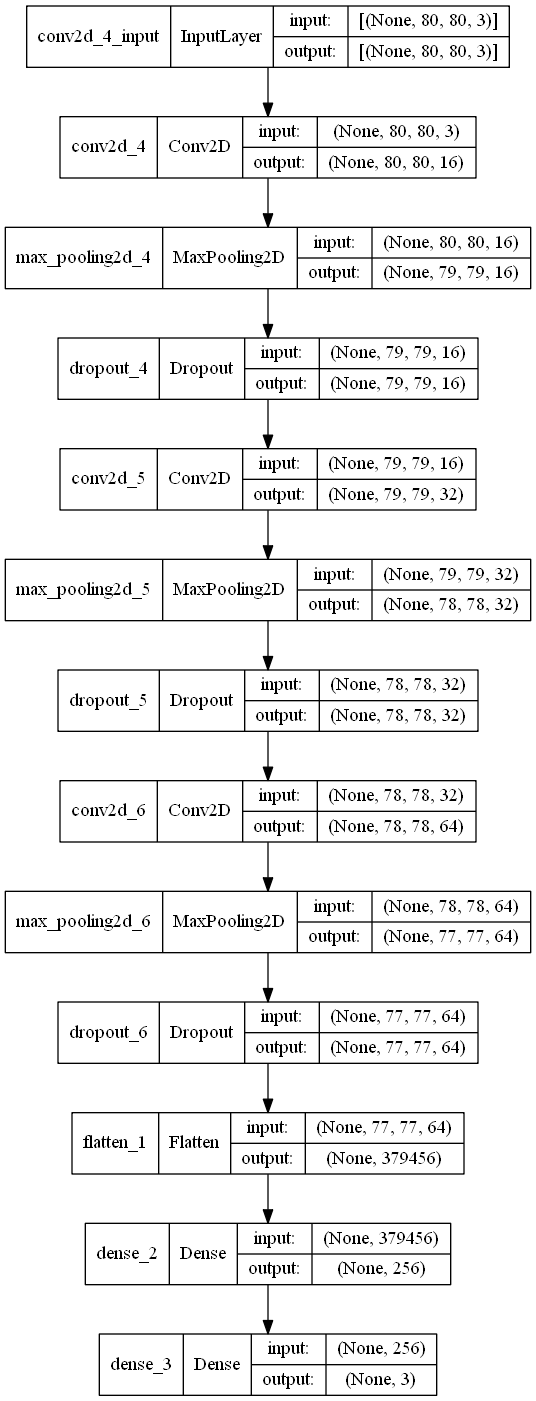 conv2d_4_input InputLayer input: [(None, 80, 80, 3)]
output: [(None, 80, 80, 3)]
conv2d_4 Conv2D input: (None, 80, 80, 3)
output: (None, 80, 80, 16)
max_pooling2d_4 MaxPooling2D input: (None, 80, 80, 16)
output: (None, 79, 79, 16)
dropout_4 Dropout input: (None, 79, 79, 16)
output: (None, 79, 79, 16)
conv2d_5 Conv2D input: (None, 79, 79, 16)
output: (None, 79, 79, 32)
max_pooling2d_5 MaxPooling2D input: (None, 79, 79, 32)
output: (None, 78, 78, 32)
dropout_5 Dropout input: (None, 78, 78, 32)
output: (None, 78, 78, 32)
conv2d_6 Conv2D input: (None, 78, 78, 32)
output: (None, 78, 78, 64)
max_pooling2d_6 MaxPooling2D input: (None, 78, 78, 64)
output: (None, 77, 77, 64)
dropout_6 Dropout input: (None, 77, 77, 64)
output: (None, 77, 77, 64)
flatten_1 Flatten input: (None, 77, 77, 64)
output: (None, 379456)
dense_2 Dense input: (None, 379456)
output: (None, 256)
dense_3 Dense input: (None, 256)
output: (None, 3)